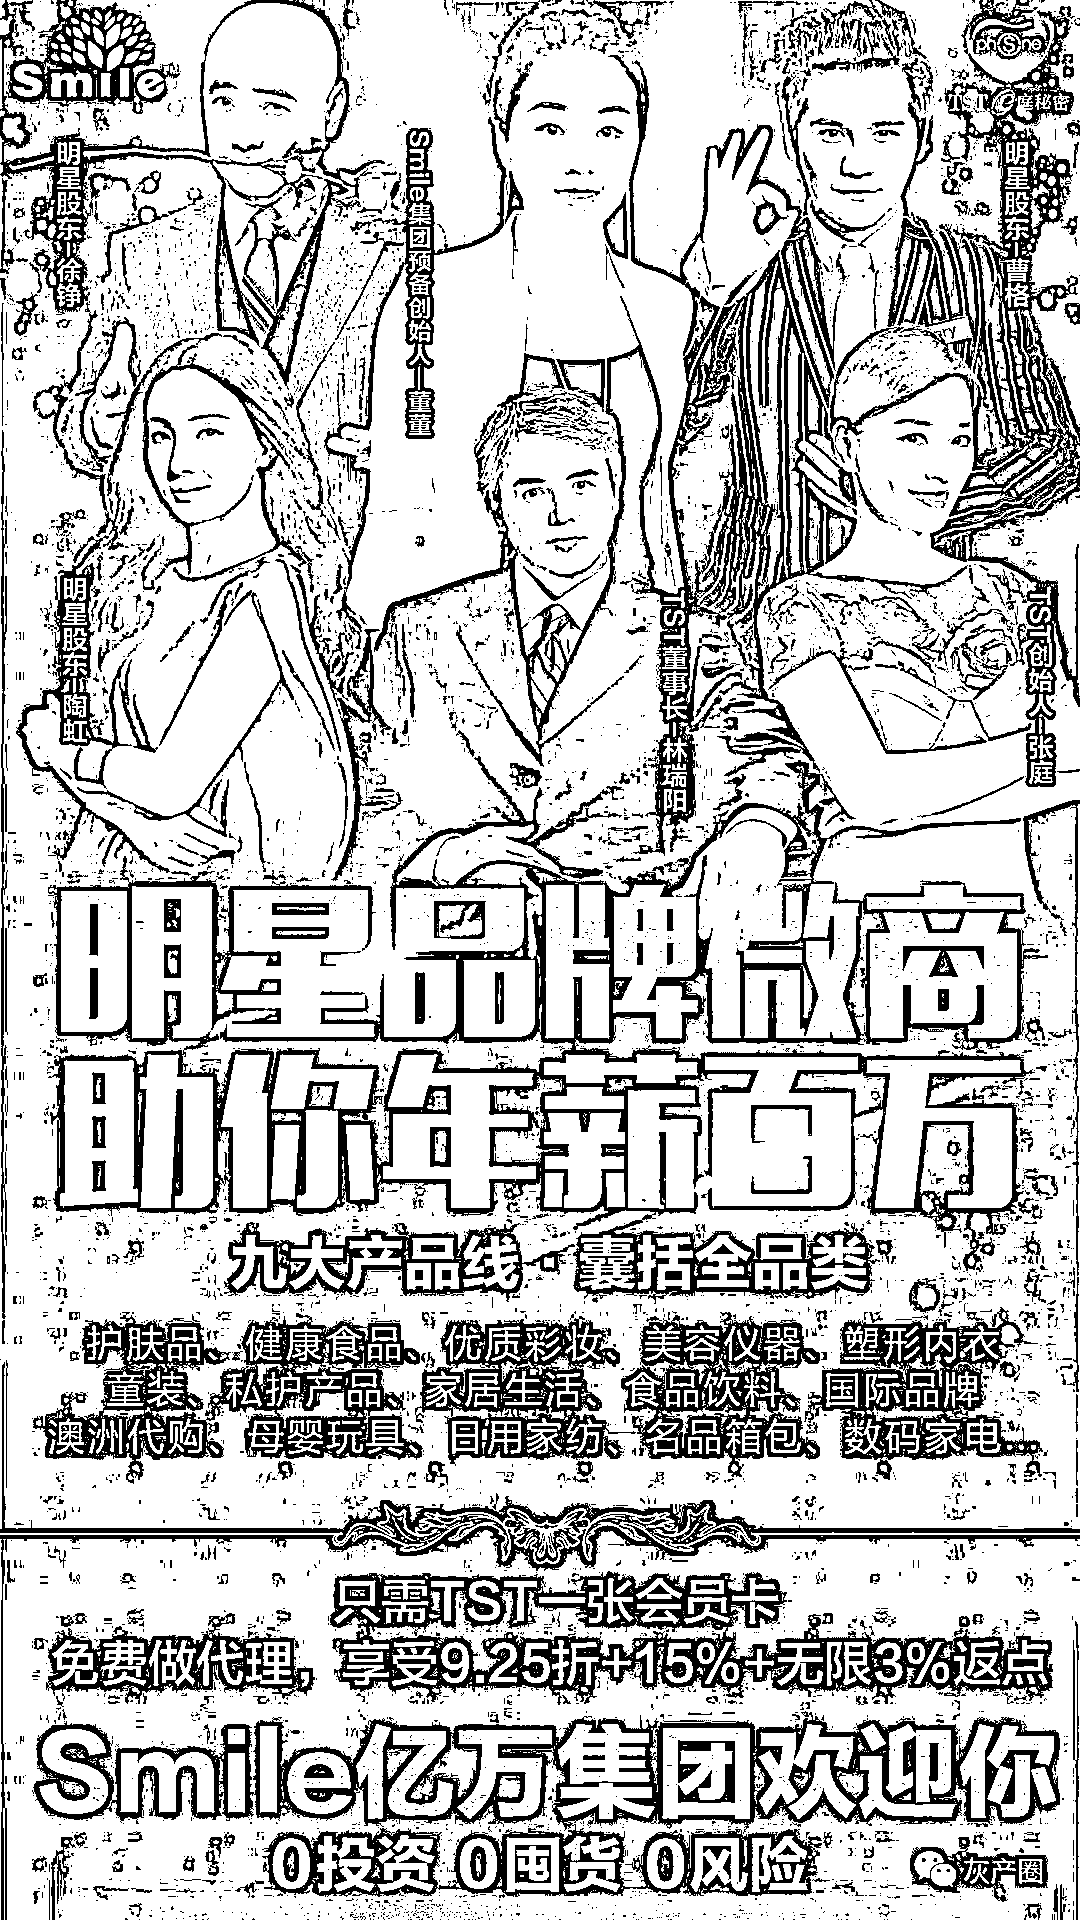 Smile
phSne
TST 庭秘密
明星股东—徐铮
Smile集团预备创始人—董董
明星股东—曹格
明星股东—陶虹
TST董事长—林瑞阳
TST创始人—张庭
明星品牌微商
助你年薪百万
九大产品线·囊括全品类
护肤品、健康食品、优质彩妆、美容仪器、塑形内衣
童装、私护产品、家居生活、食品饮料、国际品牌
澳洲代购、母婴玩具、日用家纺、名品箱包、数码家电...
只需TST一张会员卡
免费做代理，享受9.25折+15%+无限3%返点
Smile亿万集团欢迎你
0投资 0囤货 0风险
灰产圈